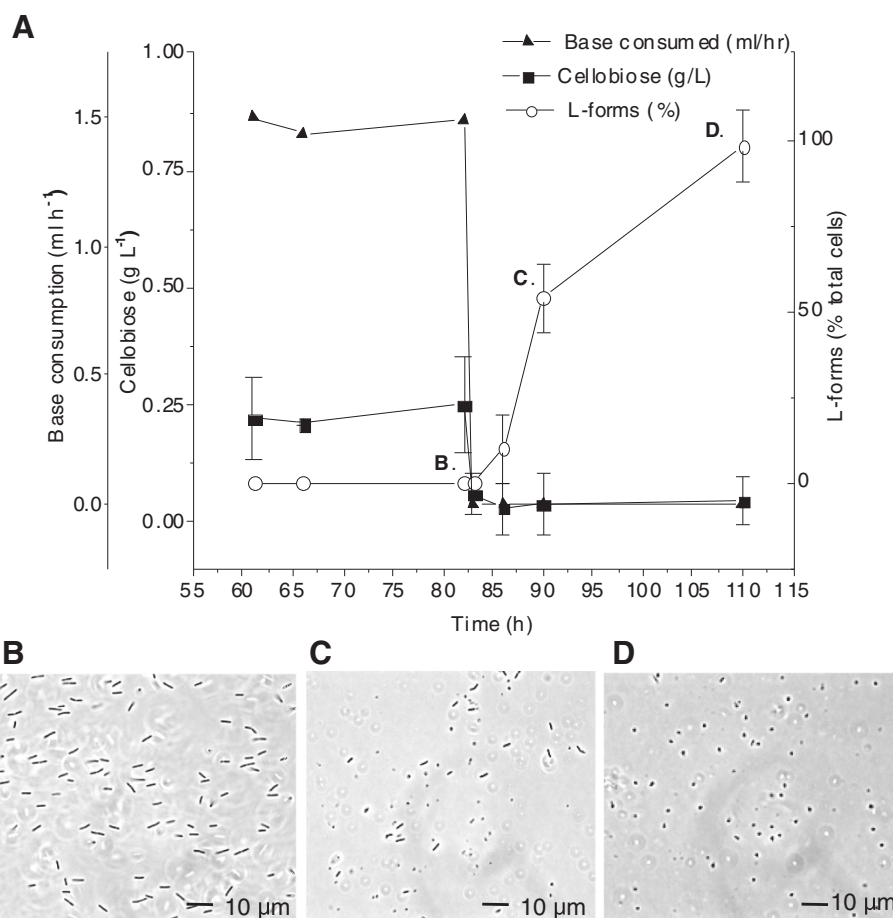 A
Base consumed (ml/hr)
Cellobiose (g/L)
L-forms (%)
1.00
0.75
0.50
0.25
0.00
1.5
1.0
0.5
0.0
100
50
0
Base consumption (ml h⁻¹)
Cellobiose (g L⁻¹)
L-forms (% total cells)
B.
C.
D.
55 60 65 70 75 80 85 90 95 100 105 110 115
Time (h)
B
C
D
10 µm
10 µm
10 µm